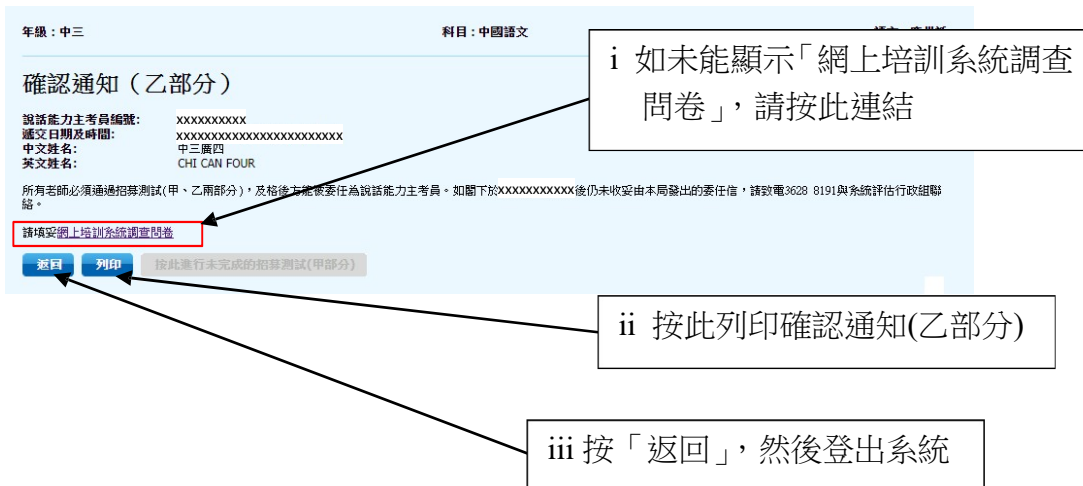 年級：中三 科目：中國語文
i 如未能顯示「網上培訓系統調查
問卷」，請按此連結
確認通知（乙部分）
說話能力主考員編號: xxxxxxxxxx
遞交日期及時間: xxxxxxxxxxxxxxxxxxxxxxxx
中文姓名: 中三廣四
英文姓名: CHI CAN FOUR
所有老師必須通過招募測試(甲、乙兩部分)，及格後方能被委任為說話能力主考員。如閣下於xxxxxxxxxxxx後仍未收妥由本局發出的委任信，請致電3628 8191與系統評估行政組聯
絡。
請填妥網上培訓系統調查問卷
返回 列印 按此進行未完成的招募測試(甲部分)
ii 按此列印確認通知(乙部分)
iii 按「返回」，然後登出系統